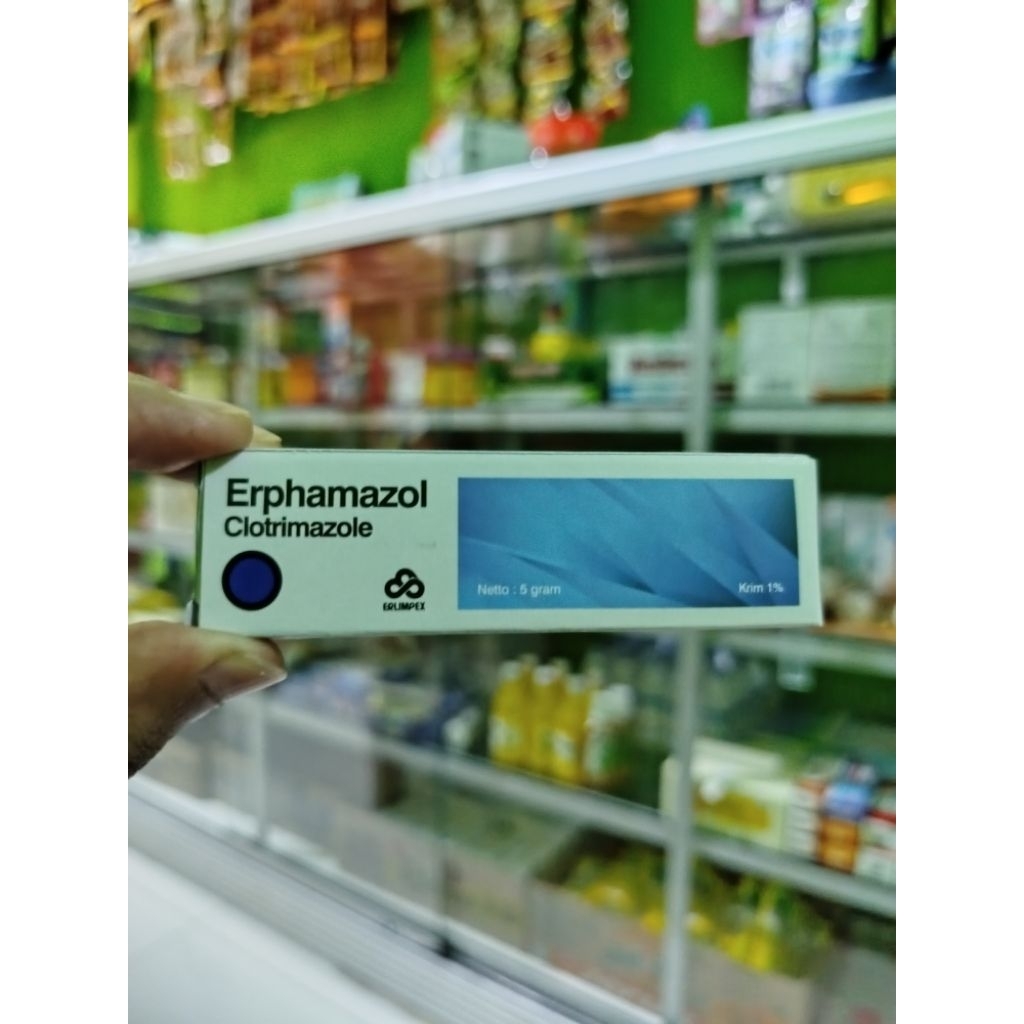 Erphamazol
Clotrimazole
ERLIMPEX
Netto : 5 gram
Krim 1%